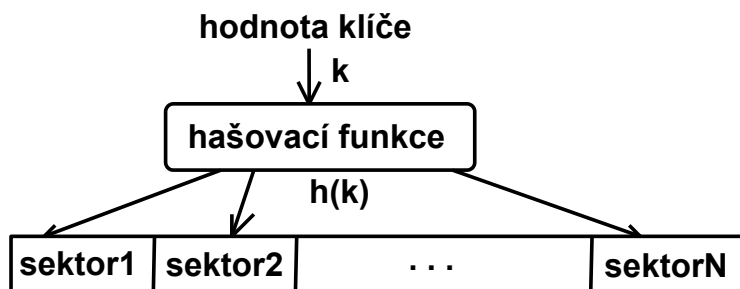 hodnota klíče
k
hašovací funkce
h(k)
sektor1 sektor2 . . . sektorN